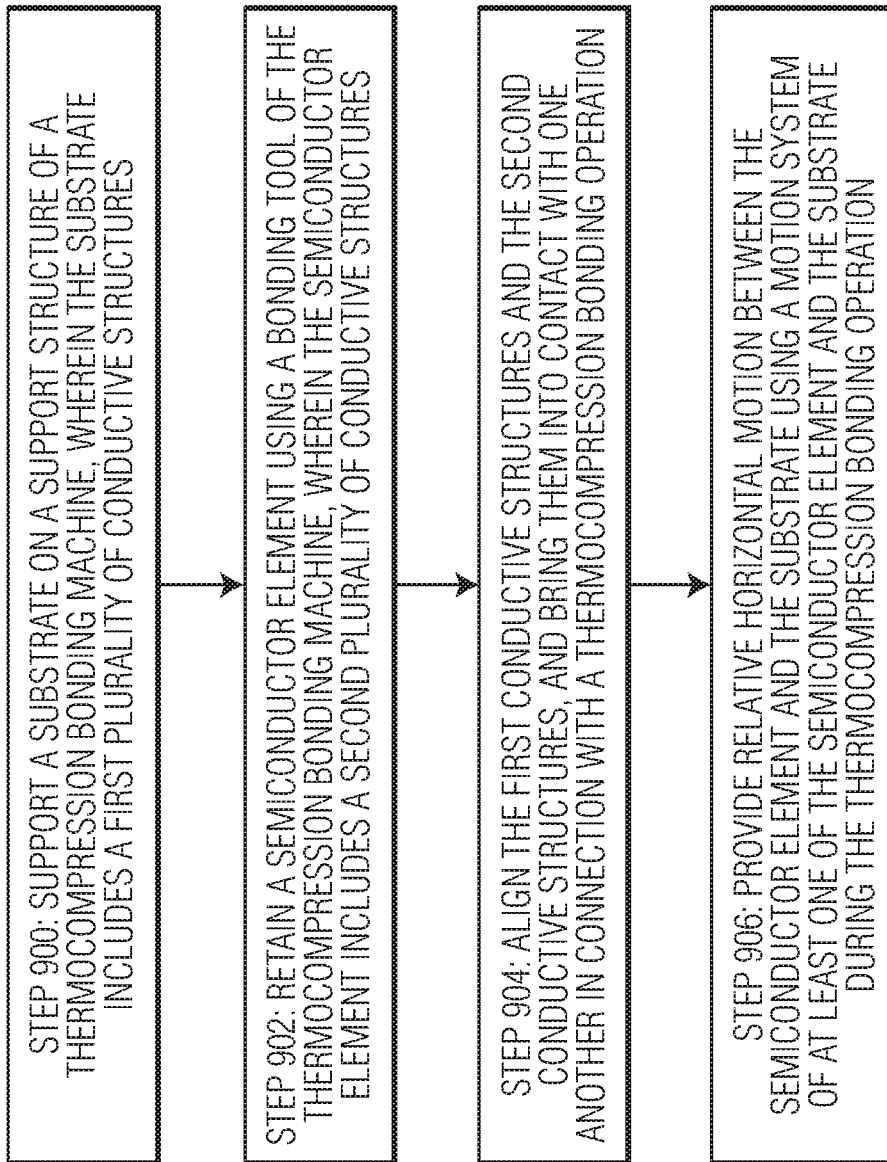 STEP 900: SUPPORT A SUBSTRATE ON A SUPPORT STRUCTURE OF A
THERMOCOMPRESSION BONDING MACHINE, WHEREIN THE SUBSTRATE
INCLUDES A FIRST PLURALITY OF CONDUCTIVE STRUCTURES
STEP 902: RETAIN A SEMICONDUCTOR ELEMENT USING A BONDING TOOL OF THE
THERMOCOMPRESSION BONDING MACHINE, WHEREIN THE SEMICONDUCTOR
ELEMENT INCLUDES A SECOND PLURALITY OF CONDUCTIVE STRUCTURES
STEP 904: ALIGN THE FIRST CONDUCTIVE STRUCTURES AND THE SECOND
CONDUCTIVE STRUCTURES, AND BRING THEM INTO CONTACT WITH ONE
ANOTHER IN CONNECTION WITH A THERMOCOMPRESSION BONDING OPERATION
STEP 906: PROVIDE RELATIVE HORIZONTAL MOTION BETWEEN THE
SEMICONDUCTOR ELEMENT AND THE SUBSTRATE USING A MOTION SYSTEM
OF AT LEAST ONE OF THE SEMICONDUCTOR ELEMENT AND THE SUBSTRATE
DURING THE THERMOCOMPRESSION BONDING OPERATION